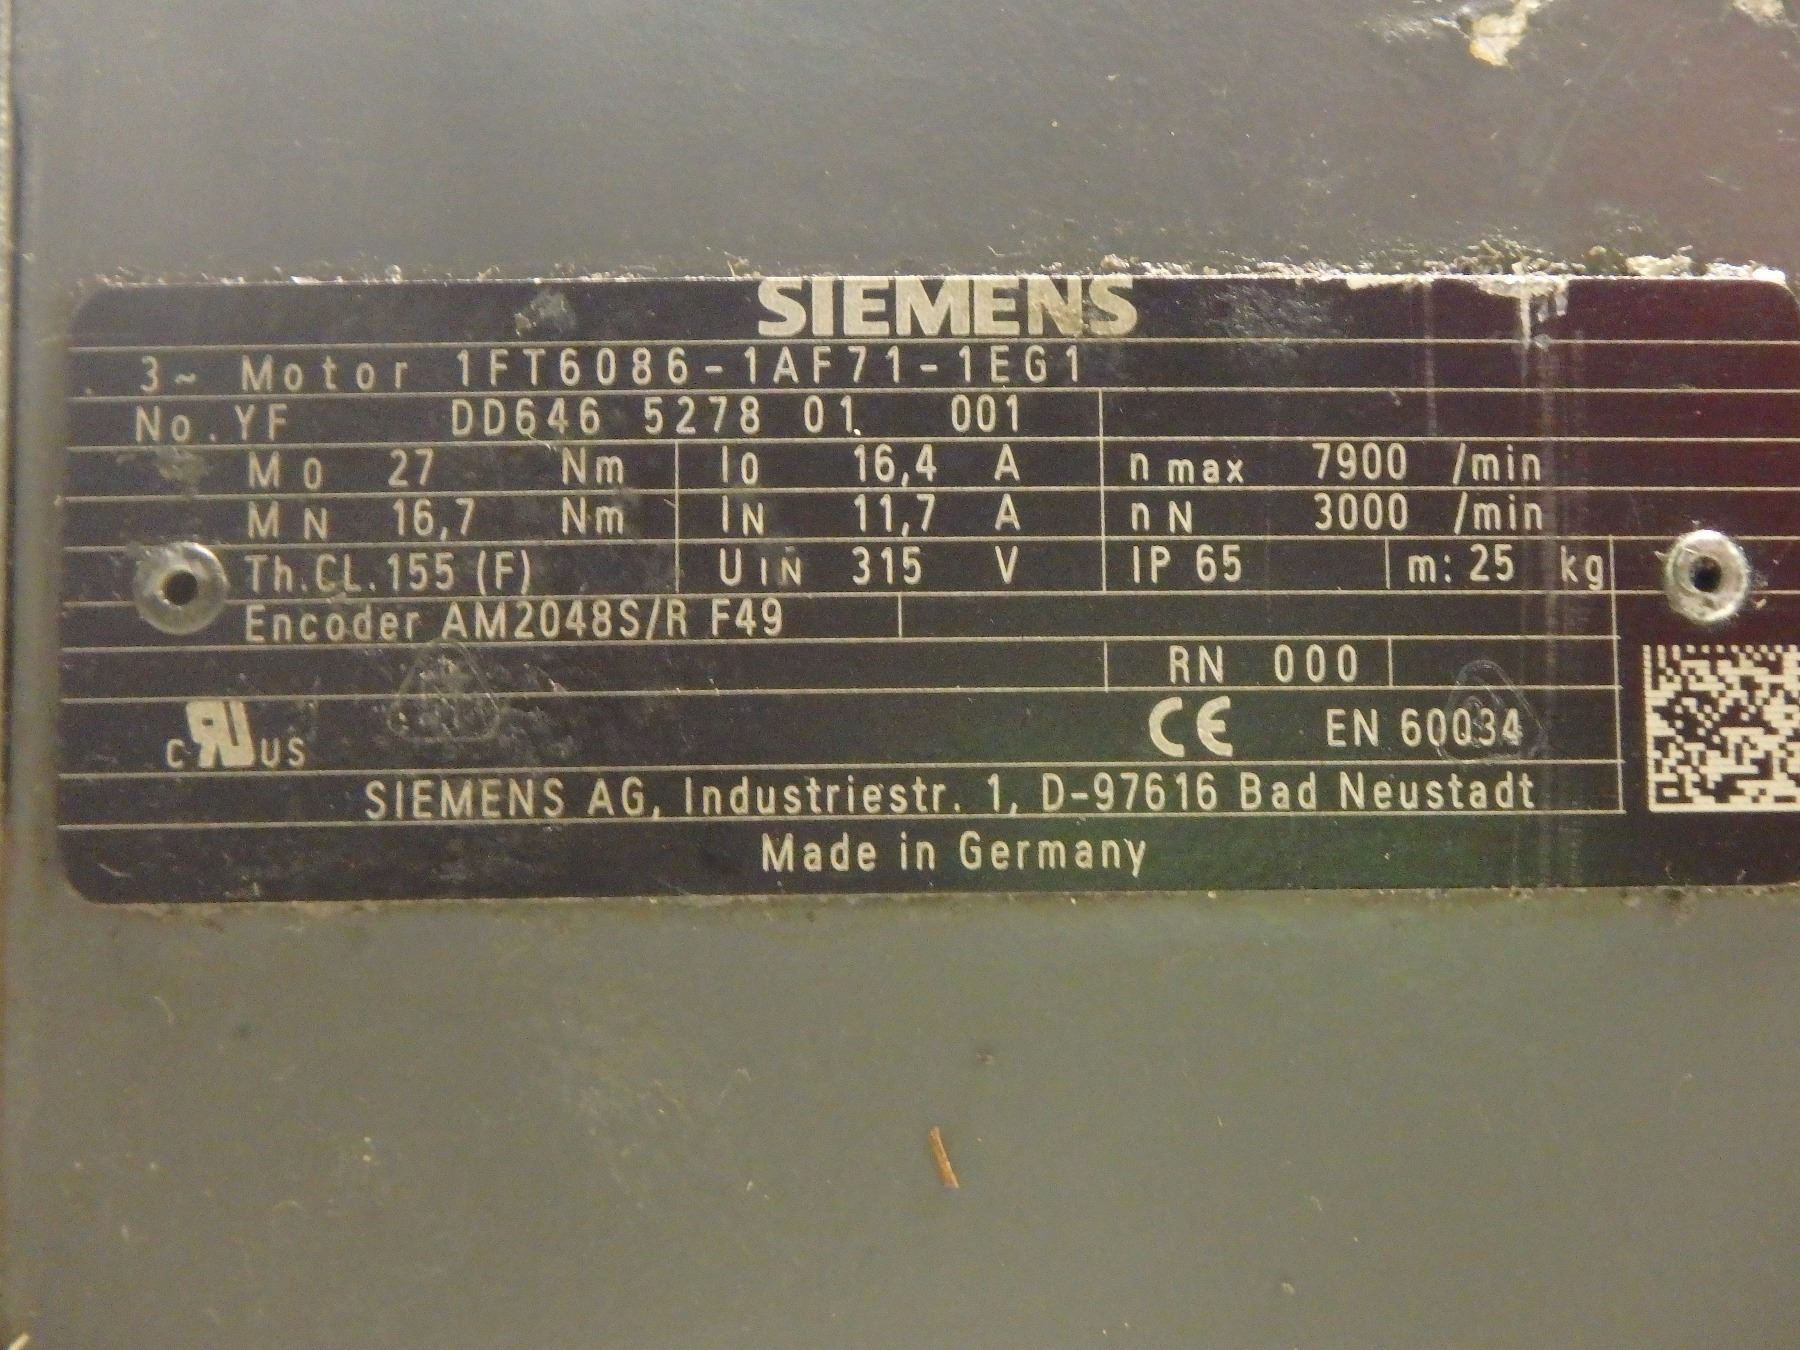 SIEMENS
3~ Motor 1FT6086-1AF71-1EG1
No. YF DD646 5278 01 001
M0 27 Nm I0 16,4 A n max 7900 /min
MN 16,7 Nm IN 11,7 A nN 3000 /min
Th.CL.155 (F) UIN 315 V IP 65 m: 25 kg
Encoder AM2048S/R F49
RN 000
c RU US CE EN 60034
SIEMENS AG, Industriestr. 1, D-97616 Bad Neustadt
Made in Germany